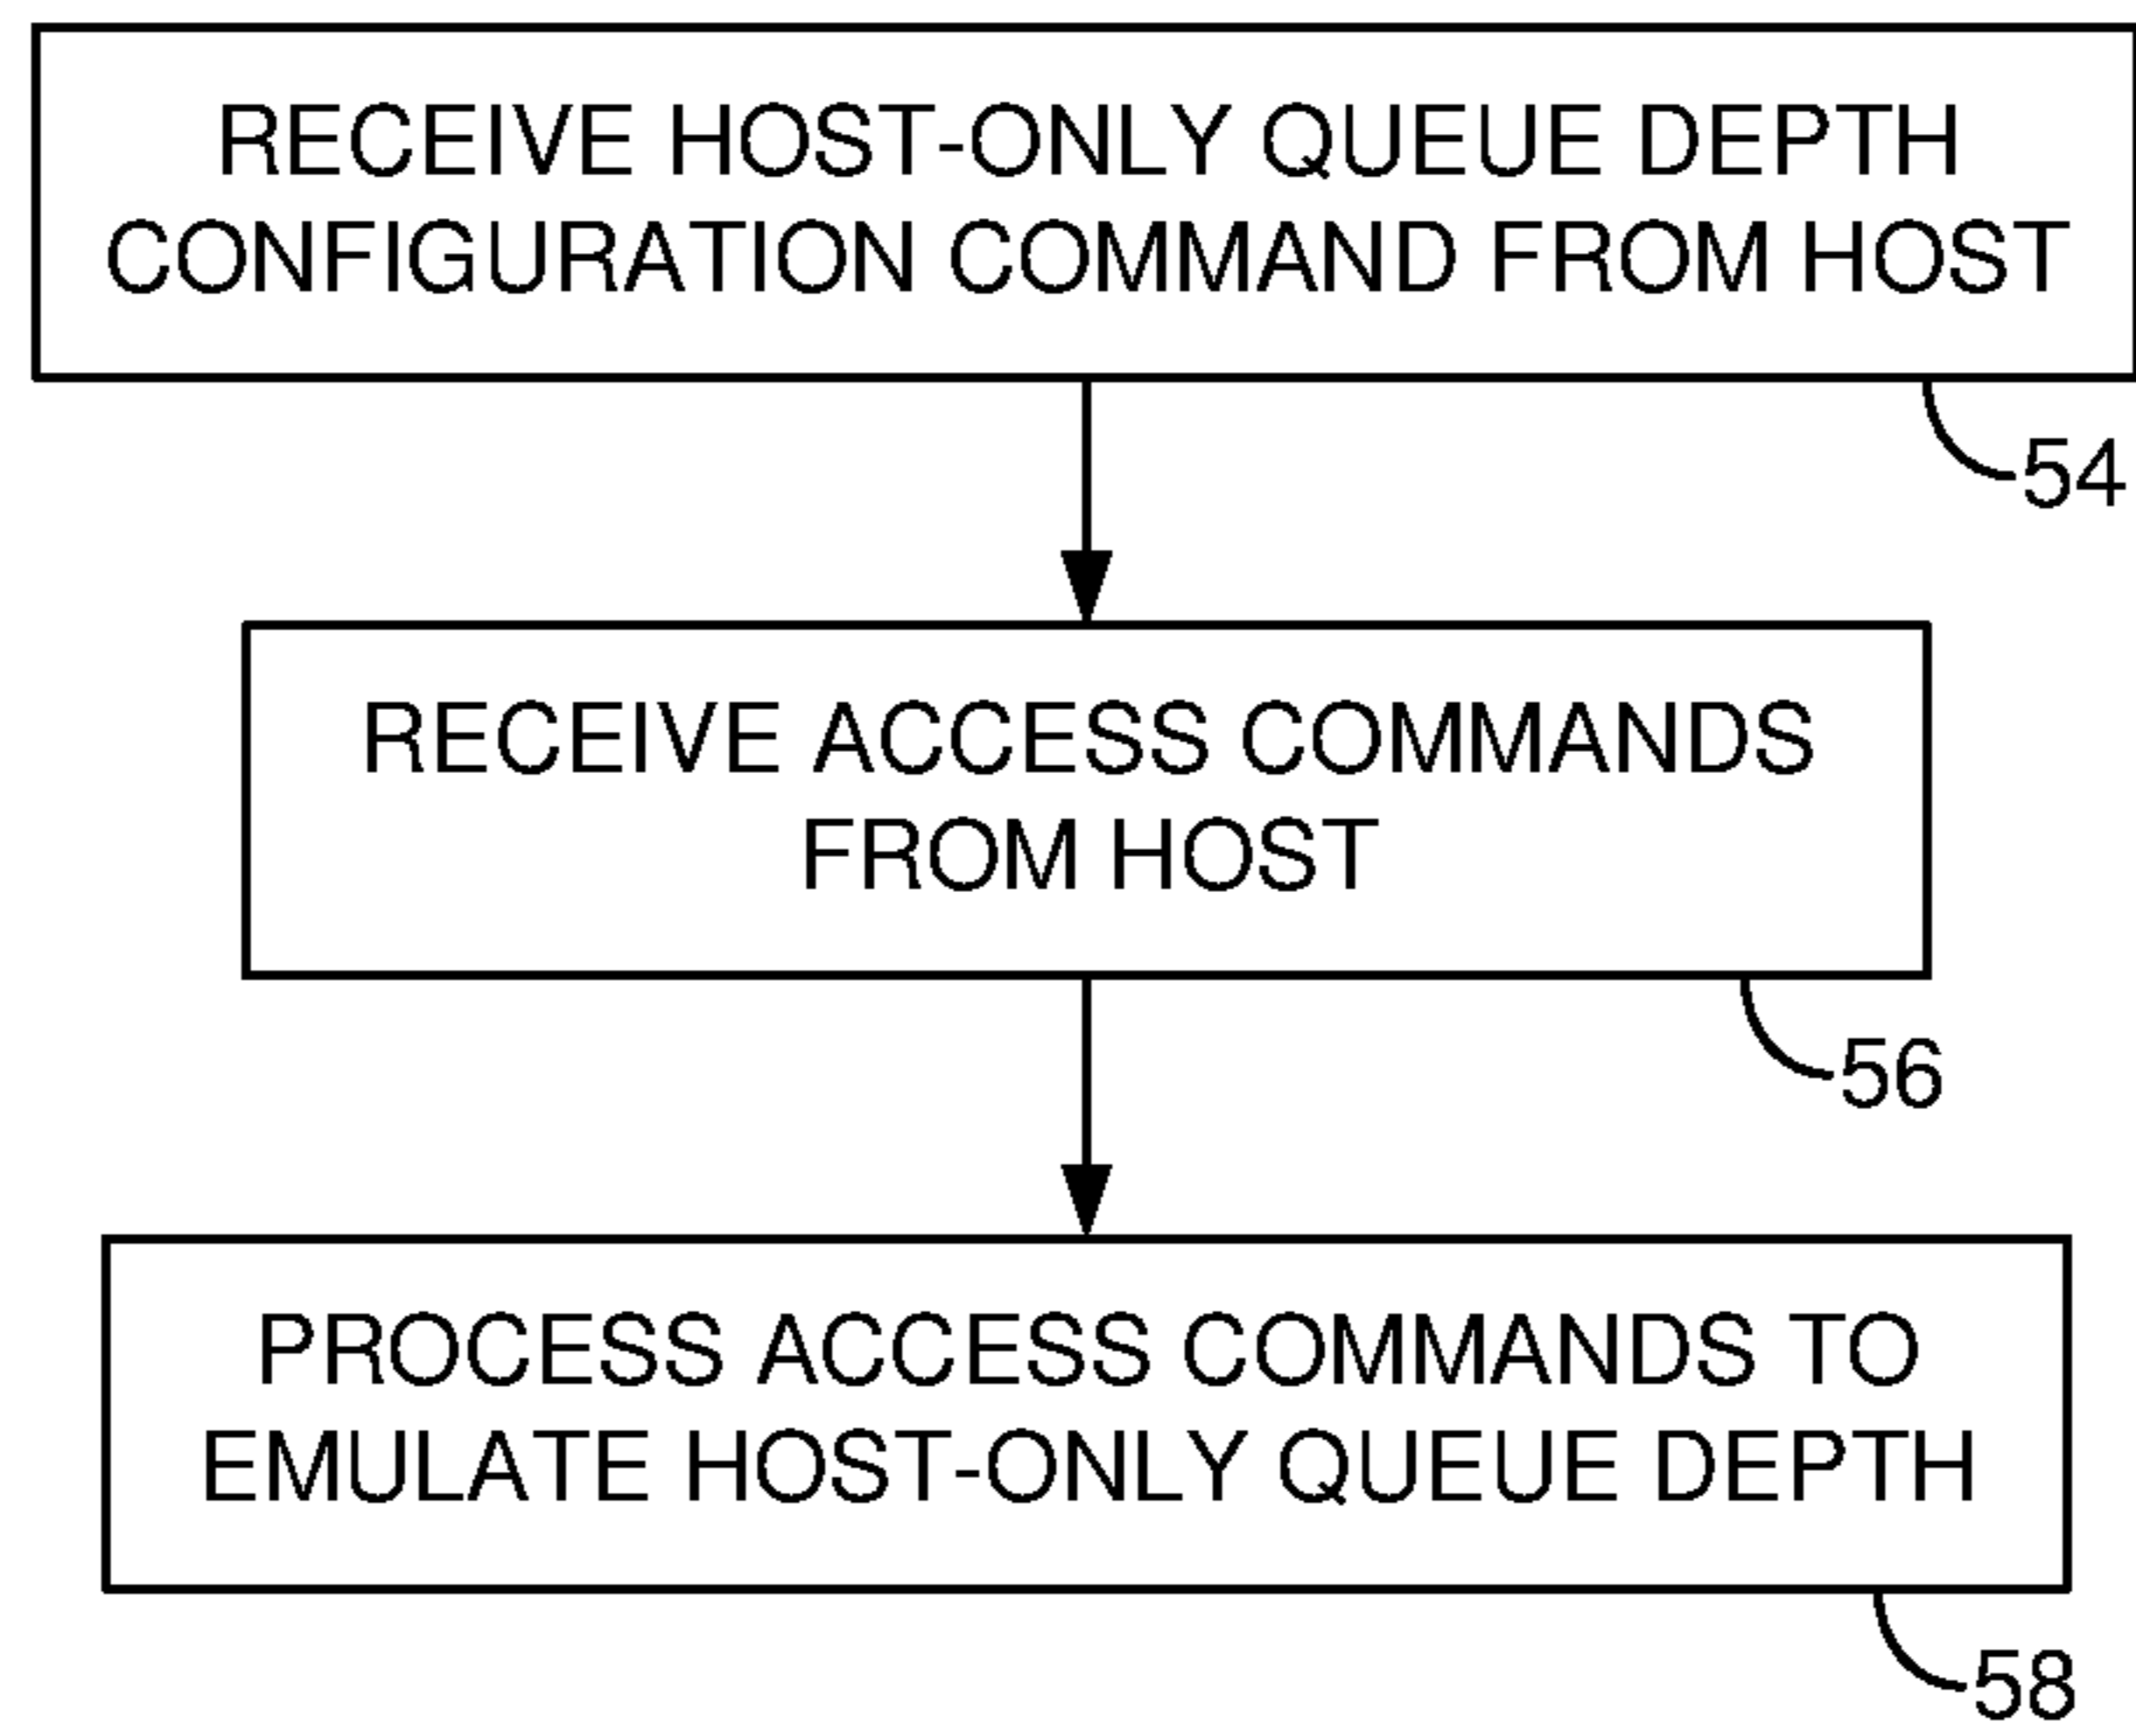 RECEIVE HOST-ONLY QUEUE DEPTH
CONFIGURATION COMMAND FROM HOST
54
RECEIVE ACCESS COMMANDS
FROM HOST
56
PROCESS ACCESS COMMANDS TO
EMULATE HOST-ONLY QUEUE DEPTH
58